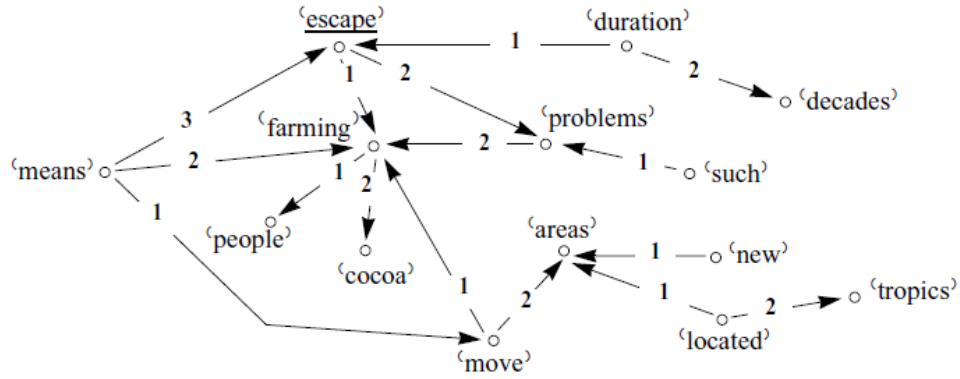 ‘escape’
‘duration’
1
1
2
2
‘decades’
3
‘farming’
‘problems’
‘means’
2
1
2
2
1
‘such’
1
‘people’
‘cocoa’
‘areas’
1
‘new’
1
2
1
2
‘tropics’
‘located’
‘move’